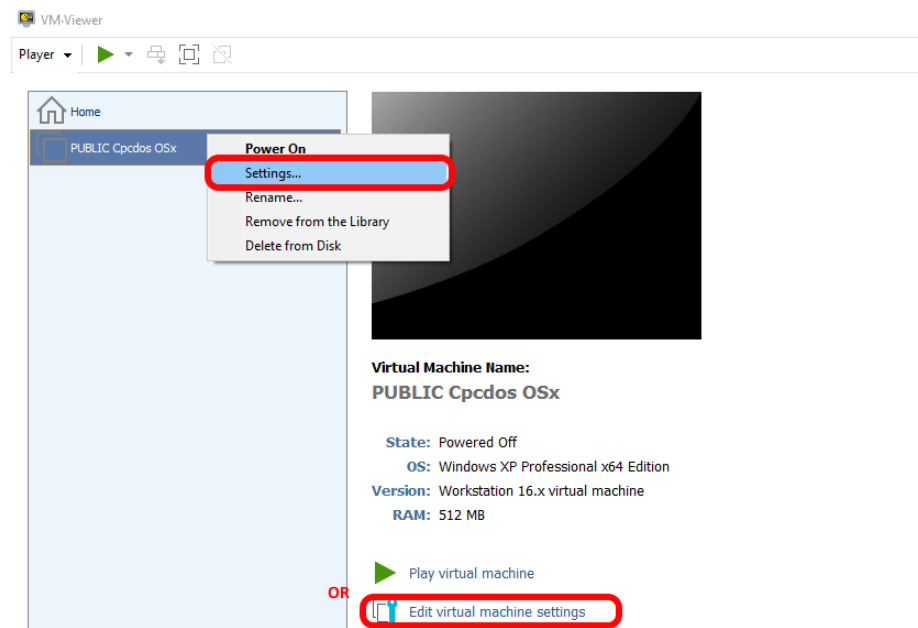 VM-Viewer
Player
Home
PUBLIC Cpcdos OSx
Power On
Settings...
Rename...
Remove from the Library
Delete from Disk
Virtual Machine Name:
PUBLIC Cpcdos OSx
State: Powered Off
OS: Windows XP Professional x64 Edition
Version: Workstation 16.x virtual machine
RAM: 512 MB
Play virtual machine
OR
Edit virtual machine settings